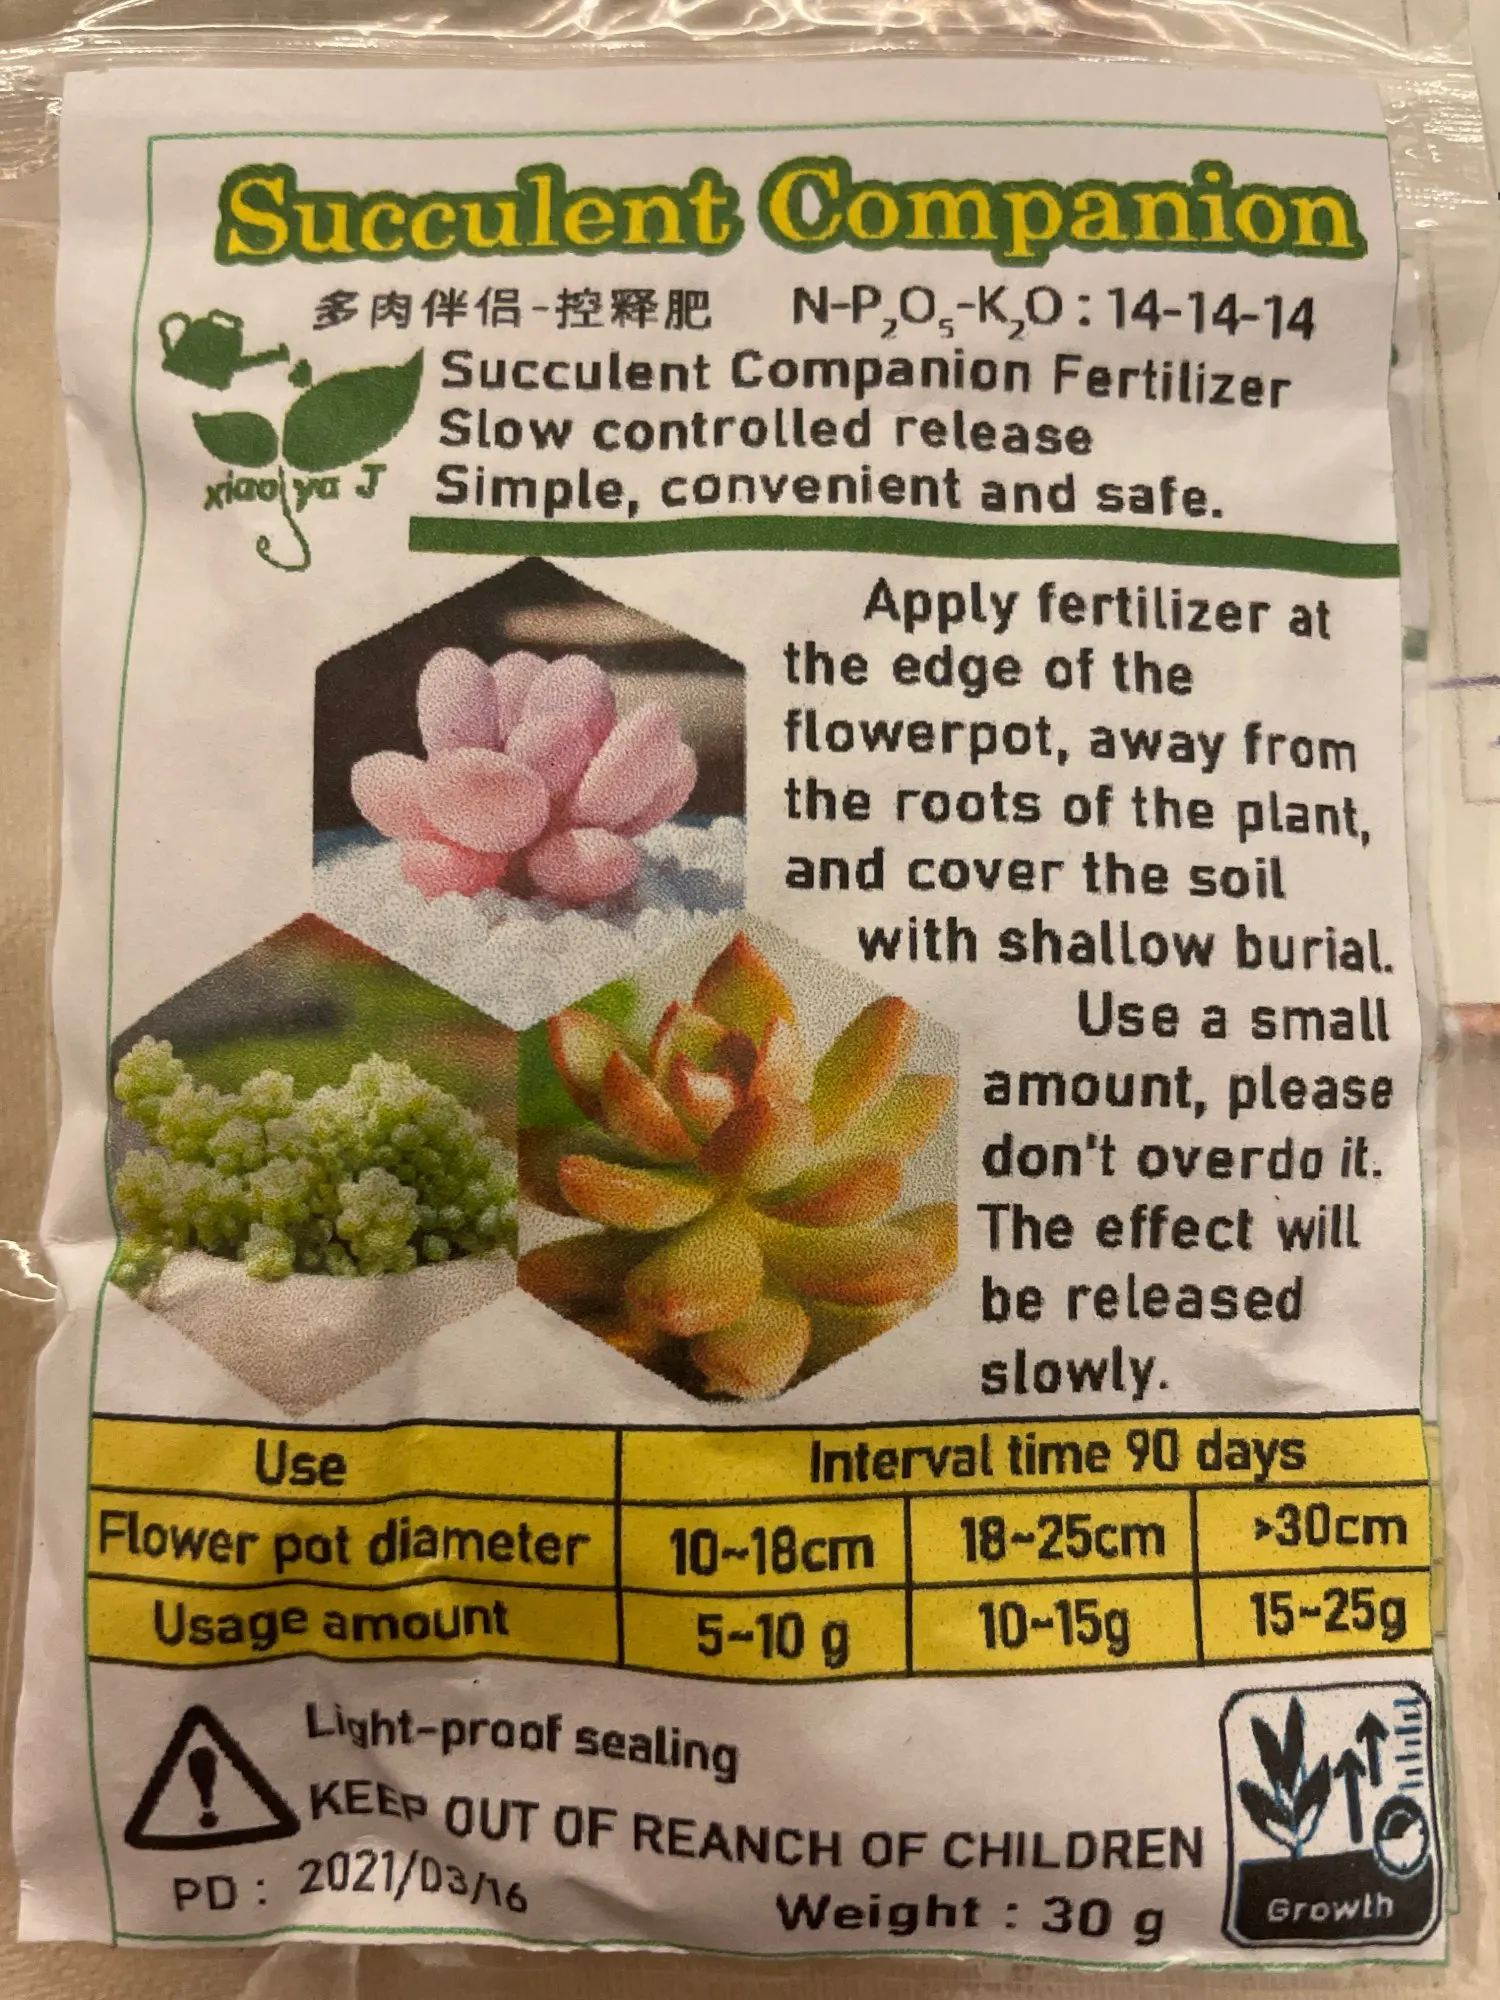 Succulent Companion
多肉伴侣-控释肥 N-P₂O₅-K₂O : 14-14-14
Succulent Companion Fertilizer
Slow controlled release
Simple, convenient and safe.
xiao ya J
Apply fertilizer at
the edge of the
flowerpot, away from
the roots of the plant,
and cover the soil
with shallow burial.
Use a small
amount, please
don't overdo it.
The effect will
be released
slowly.
Use Interval time 90 days
Flower pot diameter 10~18cm 18~25cm >30cm
Usage amount 5~10 g 10~15g 15~25g
Light-proof sealing
KEEP OUT OF REANCH OF CHILDREN
PD : 2021/03/16
Weight : 30 g
Growth